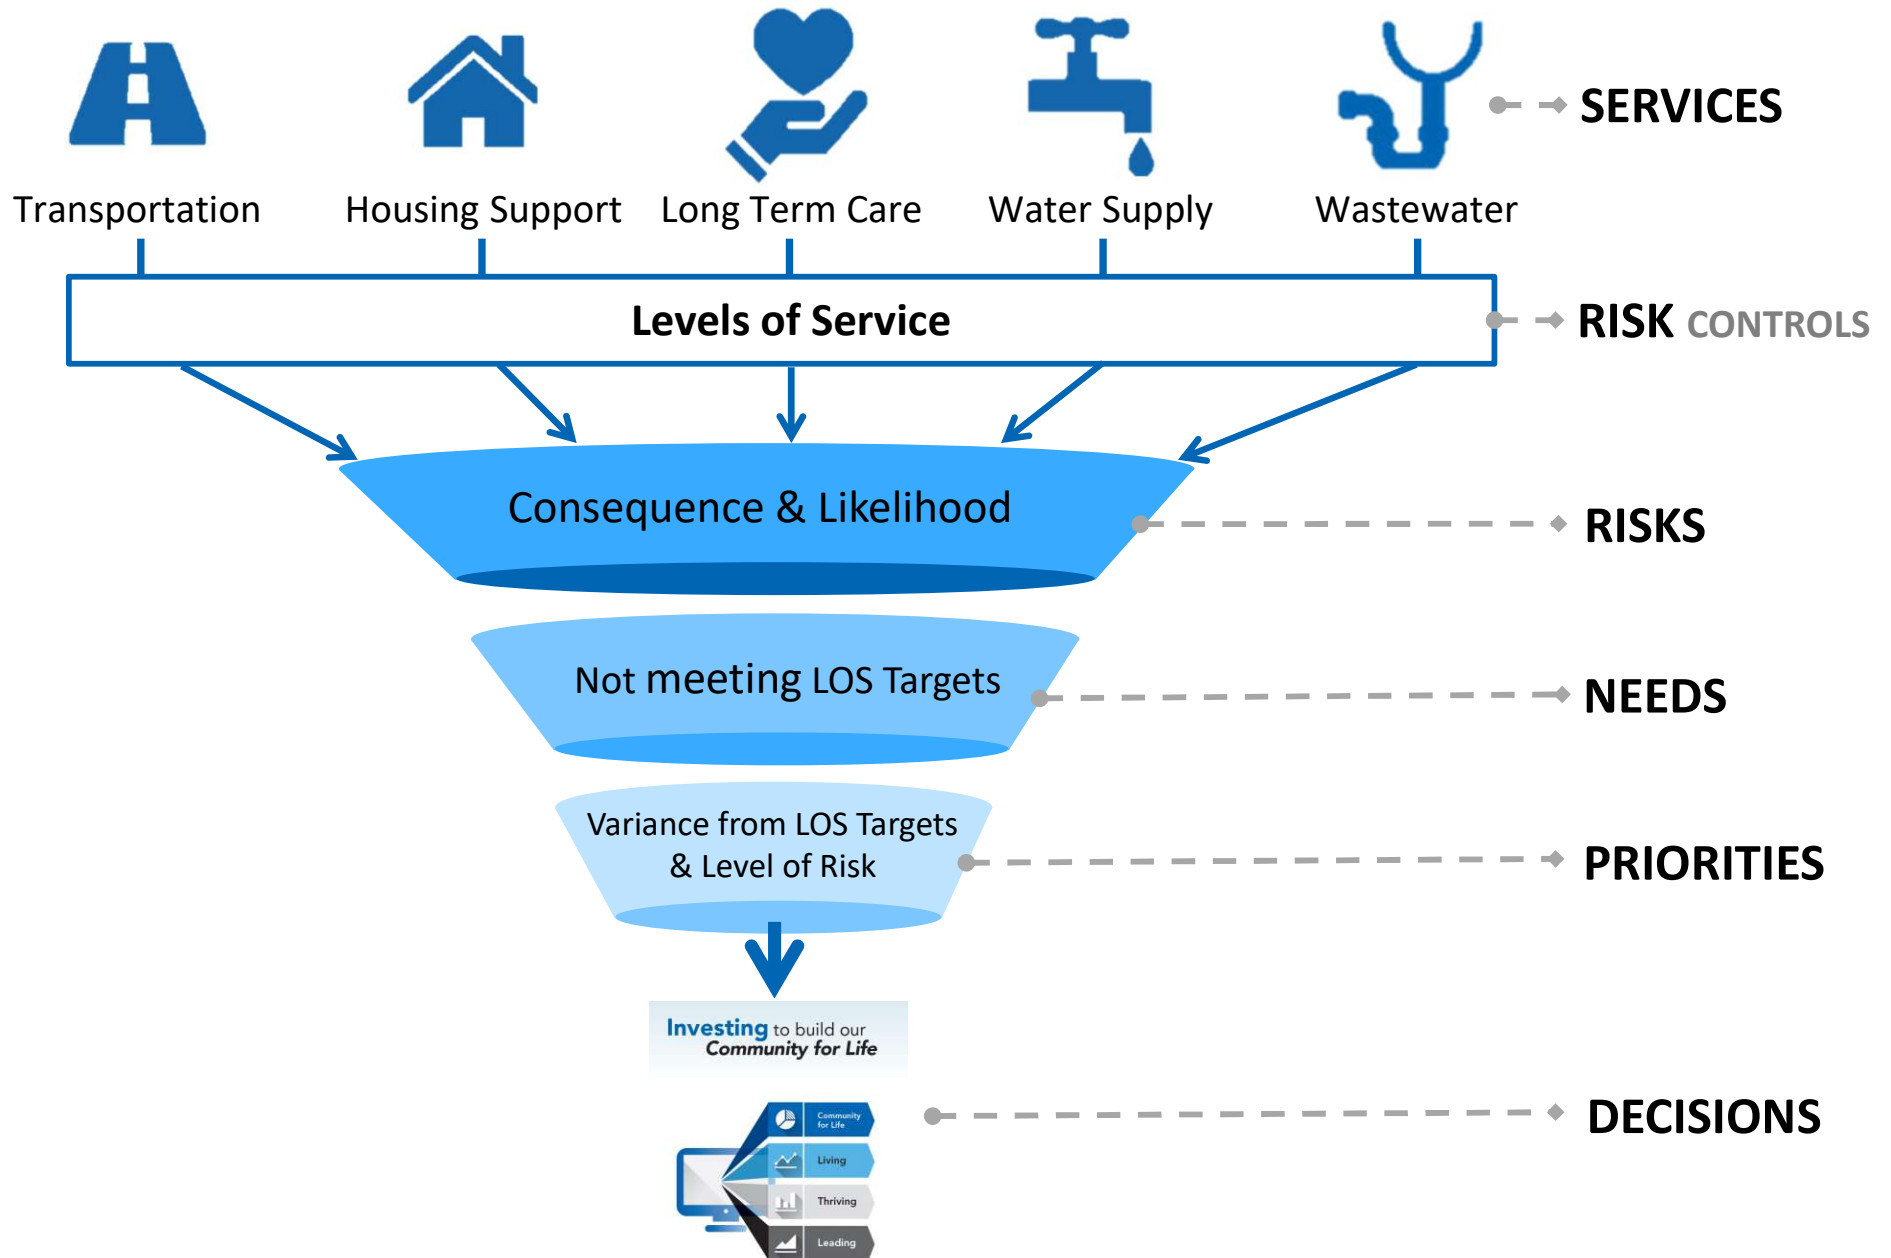 SERVICES
Transportation
Housing Support
Long Term Care
Water Supply
Wastewater
Levels of Service
RISK CONTROLS
Consequence & Likelihood
RISKS
Not meeting LOS Targets
NEEDS
Variance from LOS Targets
& Level of Risk
PRIORITIES
Investing to build our
Community for Life
Community
for Life
Living
Thriving
Leading
DECISIONS